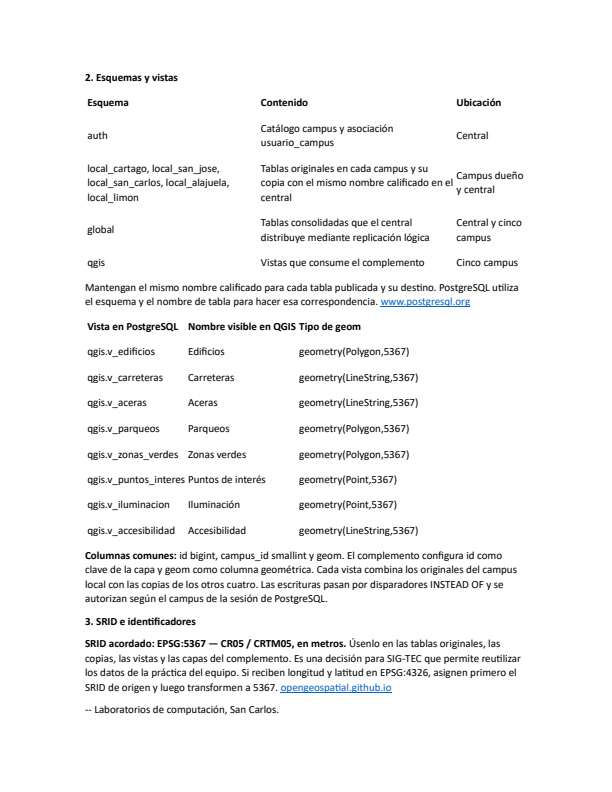 2. Esquemas y vistas
Esquema Contenido Ubicación
auth Catálogo campus y asociación usuario_campus Central
local_cartago, local_san_jose, local_san_carlos, local_alajuela, local_limon Tablas originales en cada campus y su copia con el mismo nombre calificado en el central Campus dueño y central
global Tablas consolidadas que el central distribuye mediante replicación lógica Central y cinco campus
qgis Vistas que consume el complemento Cinco campus
Mantengan el mismo nombre calificado para cada tabla publicada y su destino. PostgreSQL utiliza
el esquema y el nombre de tabla para hacer esa correspondencia. www.postgresql.org
Vista en PostgreSQL Nombre visible en QGIS Tipo de geom
qgis.v_edificios Edificios geometry(Polygon,5367)
qgis.v_carreteras Carreteras geometry(LineString,5367)
qgis.v_aceras Aceras geometry(LineString,5367)
qgis.v_parqueos Parqueos geometry(Polygon,5367)
qgis.v_zonas_verdes Zonas verdes geometry(Polygon,5367)
qgis.v_puntos_interes Puntos de interés geometry(Point,5367)
qgis.v_iluminacion Iluminación geometry(Point,5367)
qgis.v_accesibilidad Accesibilidad geometry(LineString,5367)
Columnas comunes: id bigint, campus_id smallint y geom. El complemento configura id como
clave de la capa y geom como columna geométrica. Cada vista combina los originales del campus
local con las copias de los otros cuatro. Las escrituras pasan por disparadores INSTEAD OF y se
autorizan según el campus de la sesión de PostgreSQL.
3. SRID e identificadores
SRID acordado: EPSG:5367 — CR05 / CRTM05, en metros. Úsenlo en las tablas originales, las
copias, las vistas y las capas del complemento. Es una decisión para SIG-TEC que permite reutilizar
los datos de la práctica del equipo. Si reciben longitud y latitud en EPSG:4326, asignen primero el
SRID de origen y luego transformen a 5367. opengeospatial.github.io
-- Laboratorios de computación, San Carlos.